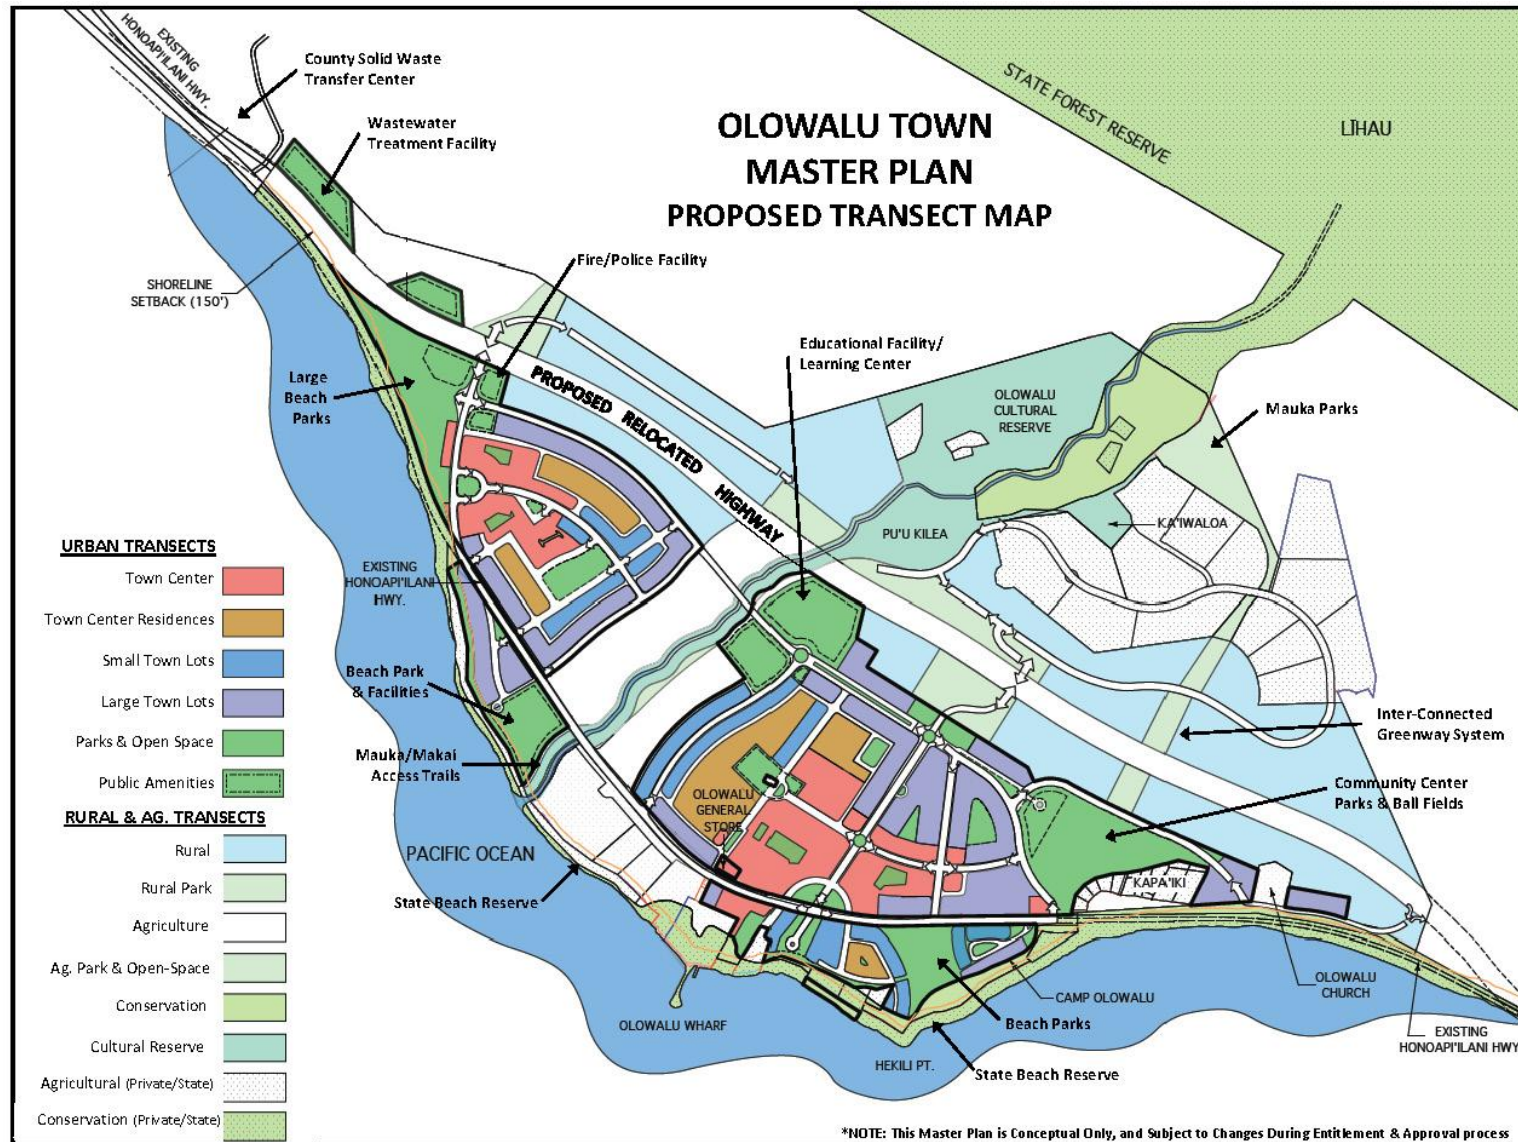 EXISTING
HONOAPI'ILANI HWY.
County Solid Waste
Transfer Center
Wastewater
Treatment Facility
OLOWALU TOWN
MASTER PLAN
PROPOSED TRANSECT MAP
STATE FOREST RESERVE
LĪHAU
SHORELINE
SETBACK (150')
Fire/Police Facility
Large
Beach
Parks
PROPOSED RELOCATED HIGHWAY
Educational Facility/
Learning Center
OLOWALU
CULTURAL
RESERVE
Mauka Parks
PU'U KILEA
KA'IWALOA
EXISTING
HONOAPI'ILANI
HWY.
URBAN TRANSECTS
Town Center
Town Center Residences
Small Town Lots
Large Town Lots
Parks & Open Space
Public Amenities
RURAL & AG. TRANSECTS
Rural
Rural Park
Agriculture
Ag. Park & Open-Space
Conservation
Cultural Reserve
Agricultural (Private/State)
Conservation (Private/State)
Beach Park
& Facilities
Mauka/Makai
Access Trails
Inter-Connected
Greenway System
Community Center
Parks & Ball Fields
OLOWALU
GENERAL
STORE
PACIFIC OCEAN
State Beach Reserve
KAPA'IKI
OLOWALU WHARF
CAMP OLOWALU
OLOWALU
CHURCH
Beach Parks
HEKILI PT.
State Beach Reserve
EXISTING
HONOAPI'ILANI HWY
*NOTE: This Master Plan is Conceptual Only, and Subject to Changes During Entitlement & Approval process